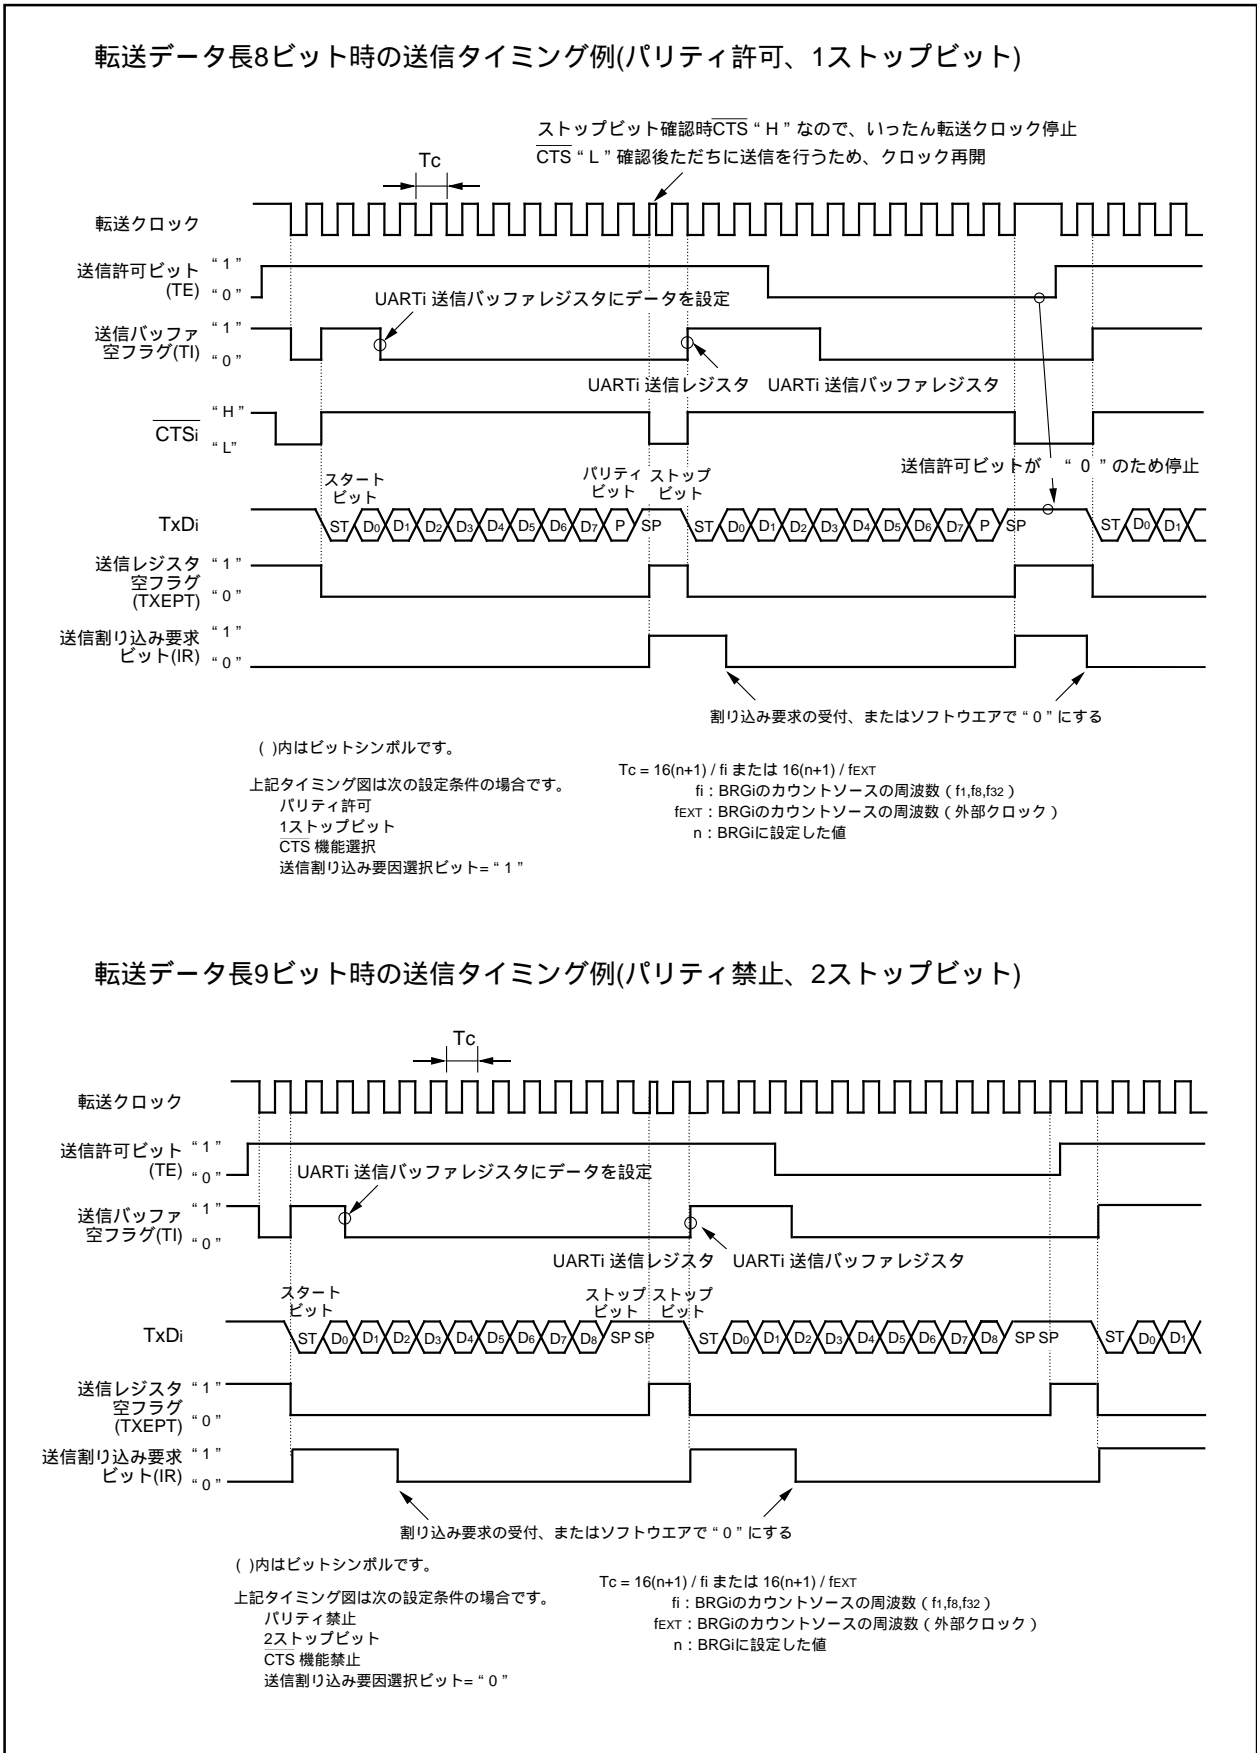 転送データ長8ビット時の送信タイミング例(パリティ許可、1ストップビット)
ストップビット確認時CTS “ H ” なので、いったん転送クロック停止
CTS “ L ” 確認後ただちに送信を行うため、クロック再開
Tc
転送クロック
送信許可ビット
(TE)
“ 1 ”
“ 0 ”
UARTi 送信バッファレジスタにデータを設定
送信バッファ
空フラグ(TI)
“ 1 ”
“ 0 ”
UARTi 送信レジスタ UARTi 送信バッファレジスタ
CTSi
“ H ”
“ L”
送信許可ビットが “ 0 ” のため停止
スタート
ビット
パリティ
ビット
ストップ
ビット
TxDi
ST D0 D1 D2 D3 D4 D5 D6 D7 P SP ST D0 D1 D2 D3 D4 D5 D6 D7 P SP ST D0 D1
送信レジスタ
空フラグ
(TXEPT)
“ 1 ”
“ 0 ”
送信割り込み要求
ビット(IR)
“ 1 ”
“ 0 ”
割り込み要求の受付、またはソフトウエアで “ 0 ” にする
( )内はビットシンボルです。
上記タイミング図は次の設定条件の場合です。
パリティ許可
1ストップビット
CTS 機能選択
送信割り込み要因選択ビット= “ 1 ”
Tc = 16(n+1) / fi または 16(n+1) / fEXT
fi : BRGiのカウントソースの周波数 ( f1,f8,f32 )
fEXT : BRGiのカウントソースの周波数 ( 外部クロック )
n : BRGiに設定した値
転送データ長9ビット時の送信タイミング例(パリティ禁止、2ストップビット)
Tc
転送クロック
送信許可ビット
(TE)
“ 1 ”
“ 0 ”
UARTi 送信バッファレジスタにデータを設定
送信バッファ
空フラグ(TI)
“ 1 ”
“ 0 ”
UARTi 送信レジスタ UARTi 送信バッファレジスタ
スタート
ビット
ストップ
ビット
ストップ
ビット
TxDi
ST D0 D1 D2 D3 D4 D5 D6 D7 D8 SP SP ST D0 D1 D2 D3 D4 D5 D6 D7 D8 SP SP ST D0 D1
送信レジスタ
空フラグ
(TXEPT)
“ 1 ”
“ 0 ”
送信割り込み要求
ビット(IR)
“ 1 ”
“ 0 ”
割り込み要求の受付、またはソフトウエアで “ 0 ” にする
( )内はビットシンボルです。
上記タイミング図は次の設定条件の場合です。
パリティ禁止
2ストップビット
CTS 機能禁止
送信割り込み要因選択ビット= “ 0 ”
Tc = 16(n+1) / fi または 16(n+1) / fEXT
fi : BRGiのカウントソースの周波数 ( f1,f8,f32 )
fEXT : BRGiのカウントソースの周波数 ( 外部クロック )
n : BRGiに設定した値